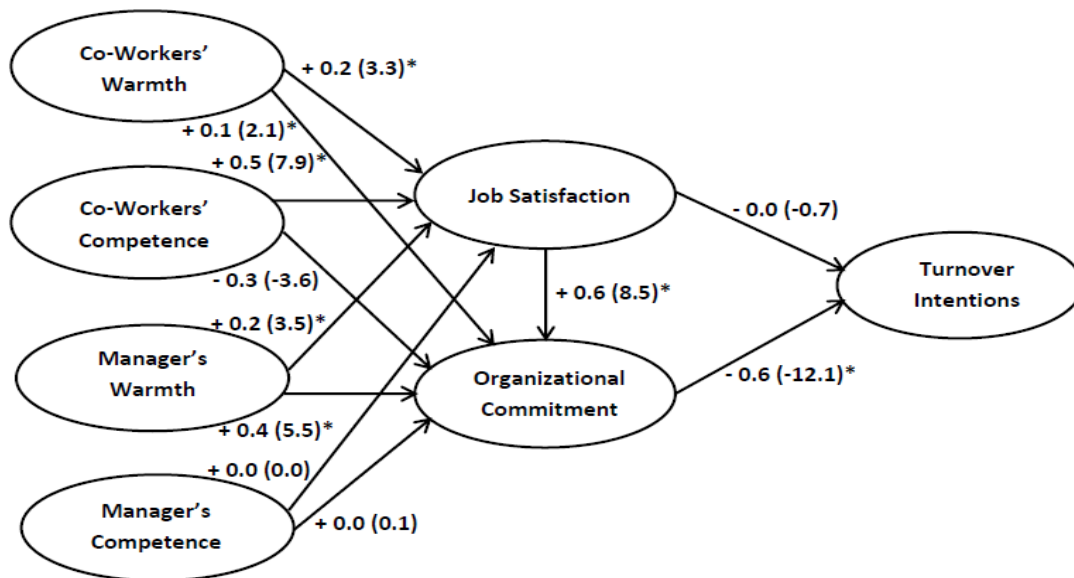 Co-Workers’
Warmth
+ 0.2 (3.3)*
+ 0.1 (2.1)*
+ 0.5 (7.9)*
Job Satisfaction
Co-Workers’
Competence
- 0.0 (-0.7)
- 0.3 (-3.6)
+ 0.6 (8.5)*
Turnover
Intentions
+ 0.2 (3.5)*
Manager’s
Warmth
Organizational
Commitment
- 0.6 (-12.1)*
+ 0.4 (5.5)*
+ 0.0 (0.0)
Manager’s
Competence
+ 0.0 (0.1)